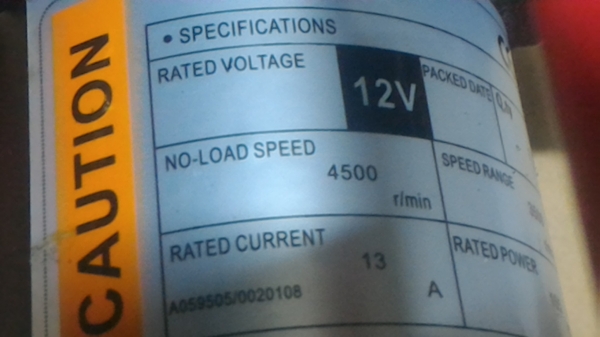 CAUTION
• SPECIFICATIONS
RATED VOLTAGE
12V
PACKED DATE
NO-LOAD SPEED
4500
r/min
SPEED RANGE
RATED CURRENT
13
A
A059505/0020108
RATED POWER